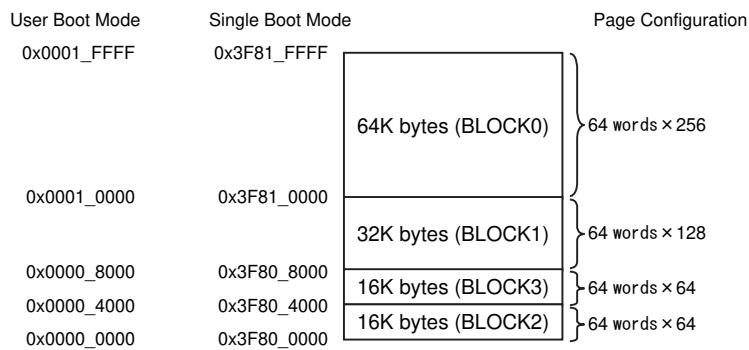 User Boot Mode Single Boot Mode Page Configuration
0x0001_FFFF 0x3F81_FFFF
64K bytes (BLOCK0) 64 words×256
0x0001_0000 0x3F81_0000
32K bytes (BLOCK1) 64 words×128
0x0000_8000 0x3F80_8000
16K bytes (BLOCK3) 64 words×64
0x0000_4000 0x3F80_4000
16K bytes (BLOCK2) 64 words×64
0x0000_0000 0x3F80_0000